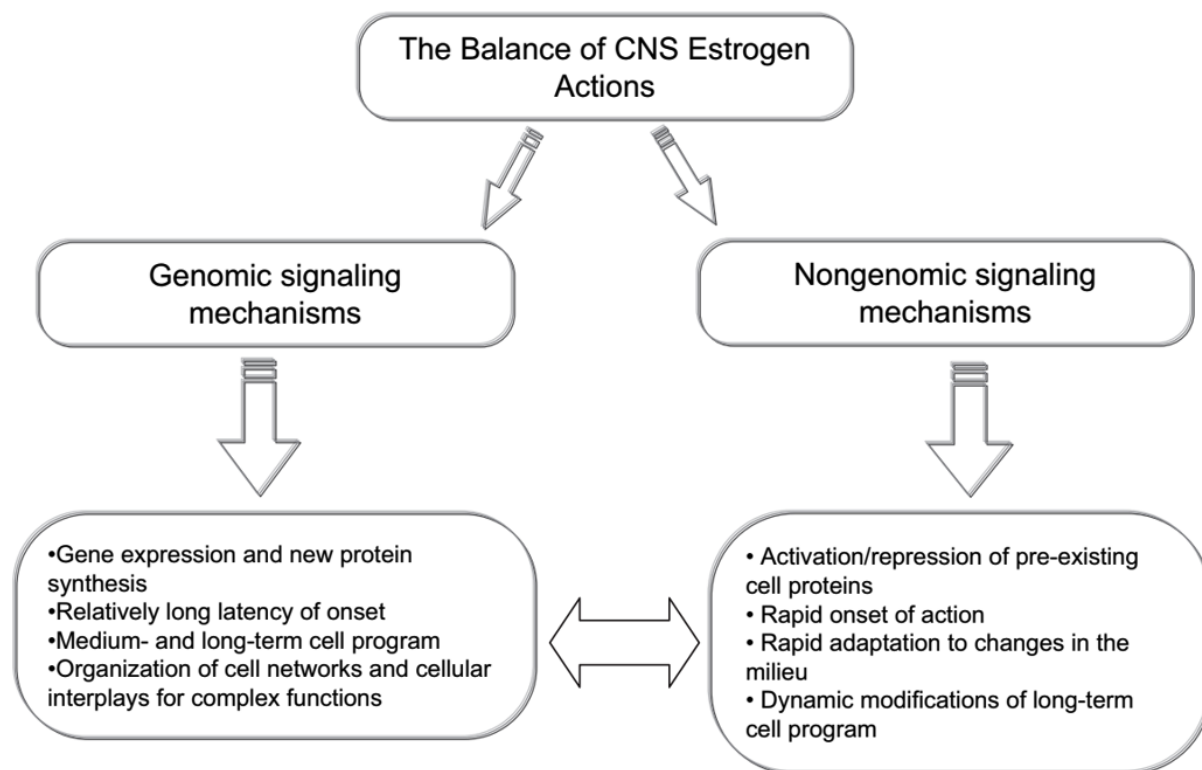 The Balance of CNS Estrogen
Actions
Genomic signaling
mechanisms
Nongenomic signaling
mechanisms
•Gene expression and new protein
synthesis
•Relatively long latency of onset
•Medium- and long-term cell program
•Organization of cell networks and cellular
interplays for complex functions
• Activation/repression of pre-existing
cell proteins
• Rapid onset of action
• Rapid adaptation to changes in the
milieu
• Dynamic modifications of long-term
cell program